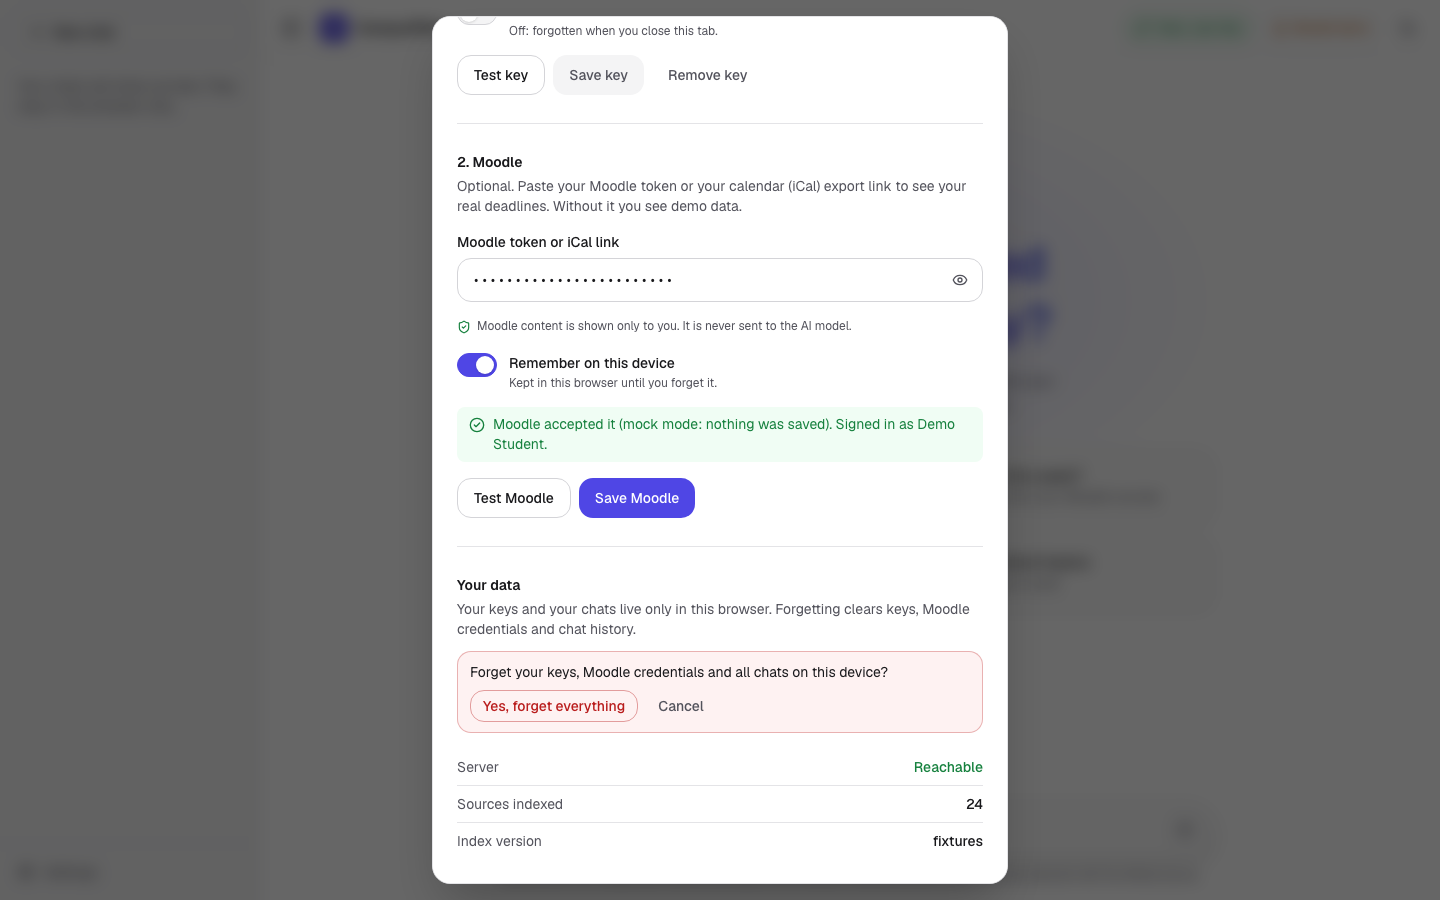 Off: forgotten when you close this tab.
Test key
Save key
Remove key
2. Moodle
Optional. Paste your Moodle token or your calendar (iCal) export link to see your
real deadlines. Without it you see demo data.
Moodle token or iCal link
Moodle content is shown only to you. It is never sent to the AI model.
Remember on this device
Kept in this browser until you forget it.
Moodle accepted it (mock mode: nothing was saved). Signed in as Demo
Student.
Test Moodle
Save Moodle
Your data
Your keys and your chats live only in this browser. Forgetting clears keys, Moodle
credentials and chat history.
Forget your keys, Moodle credentials and all chats on this device?
Yes, forget everything
Cancel
Server
Reachable
Sources indexed
24
Index version
fixtures